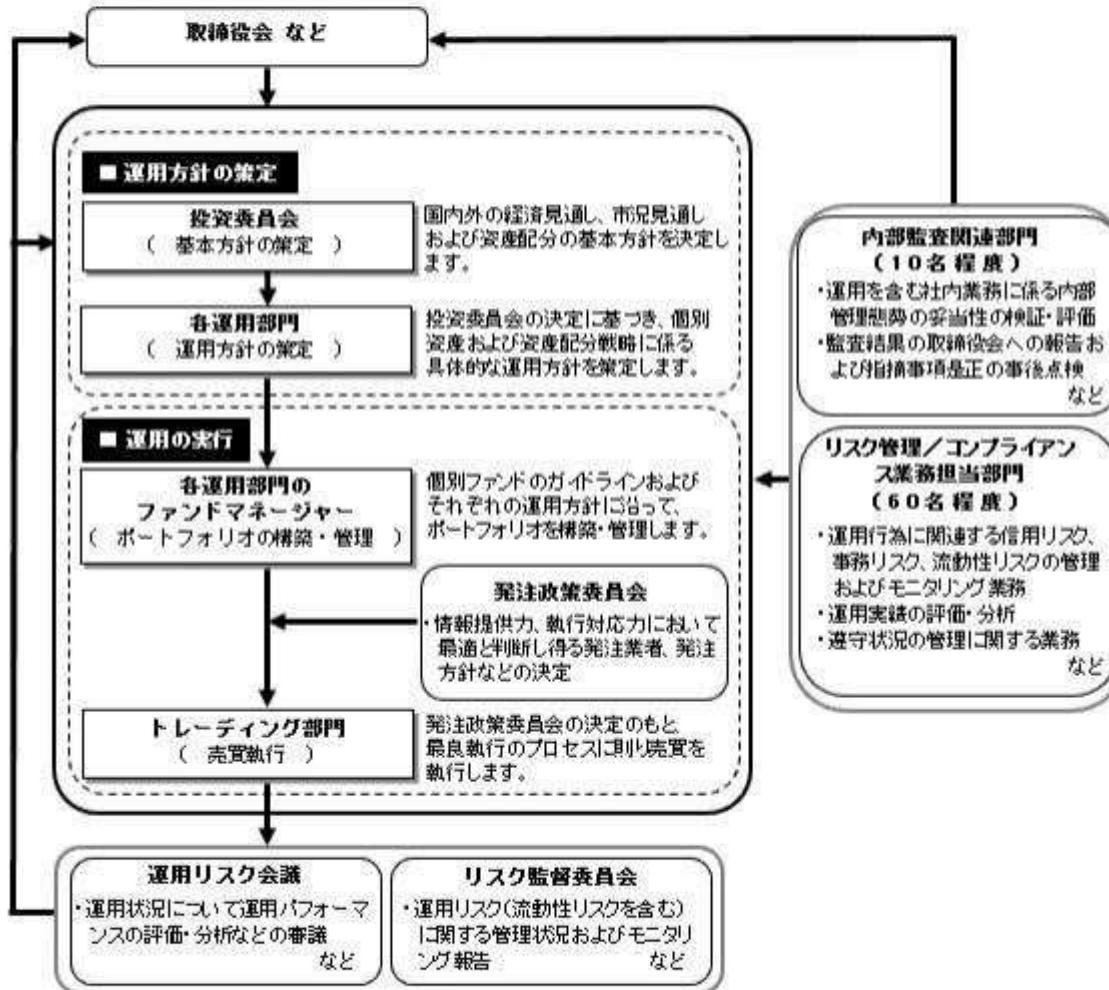 取締役会 など
■ 運用方針の策定
投資委員会
( 基本方針の策定 )
国内外の経済見通し、市況見通し
および資産配分の基本方針を決定し
ます。
各運用部門
( 運用方針の策定 )
投資委員会の決定に基づき、個別
資産および資産配分戦略に係る
具体的な運用方針を策定します。
■ 運用の実行
各運用部門の
ファンドマネージャー
( ポートフォリオの構築・管理 )
個別ファンドのガイドラインおよび
それぞれの運用方針に沿って、
ポートフォリオを構築・管理します。
発注政策委員会
・情報提供力、執行対応力において
最適と判断し得る発注業者、発注
方針などの決定
トレーディング部門
( 売買執行 )
発注政策委員会の決定のもと、
最良執行のプロセスに則り売買を
執行します。
内部監査関連部門
(10名程度)
・運用を含む社内業務に係る内部
管理態勢の妥当性の検証・評価
・監査結果の取締役会への報告お
よび指摘事項是正の事後点検
など
リスク管理/コンプライアン
ス業務担当部門
(60名程度)
・運用行為に関連する信用リスク、
事務リスク、流動性リスクの管理
およびモニタリング業務
・運用実績の評価・分析
・遵守状況の管理に関する業務
など
運用リスク会議
・運用状況について運用パフォーマ
ンスの評価・分析などの審議
など
リスク監督委員会
・運用リスク(流動性リスクを含む)
に関する管理状況およびモニタリ
ング報告 など